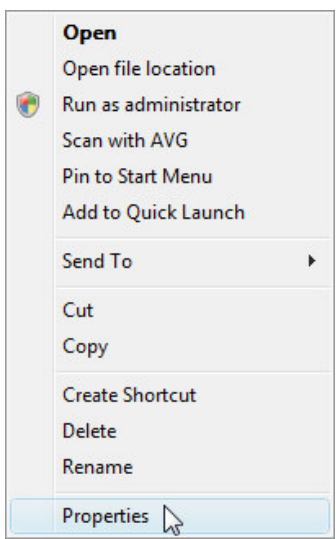 Open
Open file location
Run as administrator
Scan with AVG
Pin to Start Menu
Add to Quick Launch
Send To
Cut
Copy
Create Shortcut
Delete
Rename
Properties